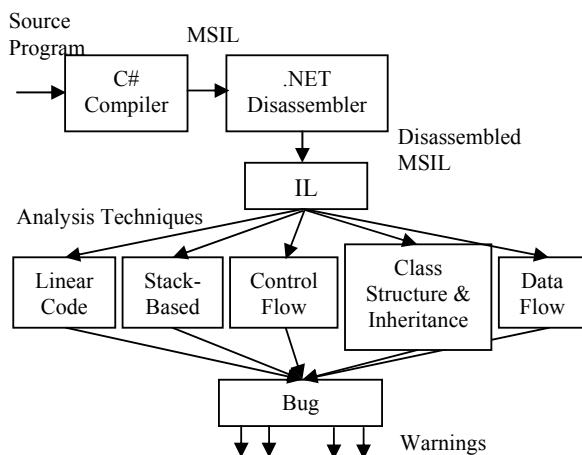 Source
Program
MSIL
C#
Compiler
.NET
Disassembler
Disassembled
MSIL
IL
Analysis Techniques
Linear
Code
Stack-
Based
Control
Flow
Class
Structure &
Inheritance
Data
Flow
Bug
Warnings